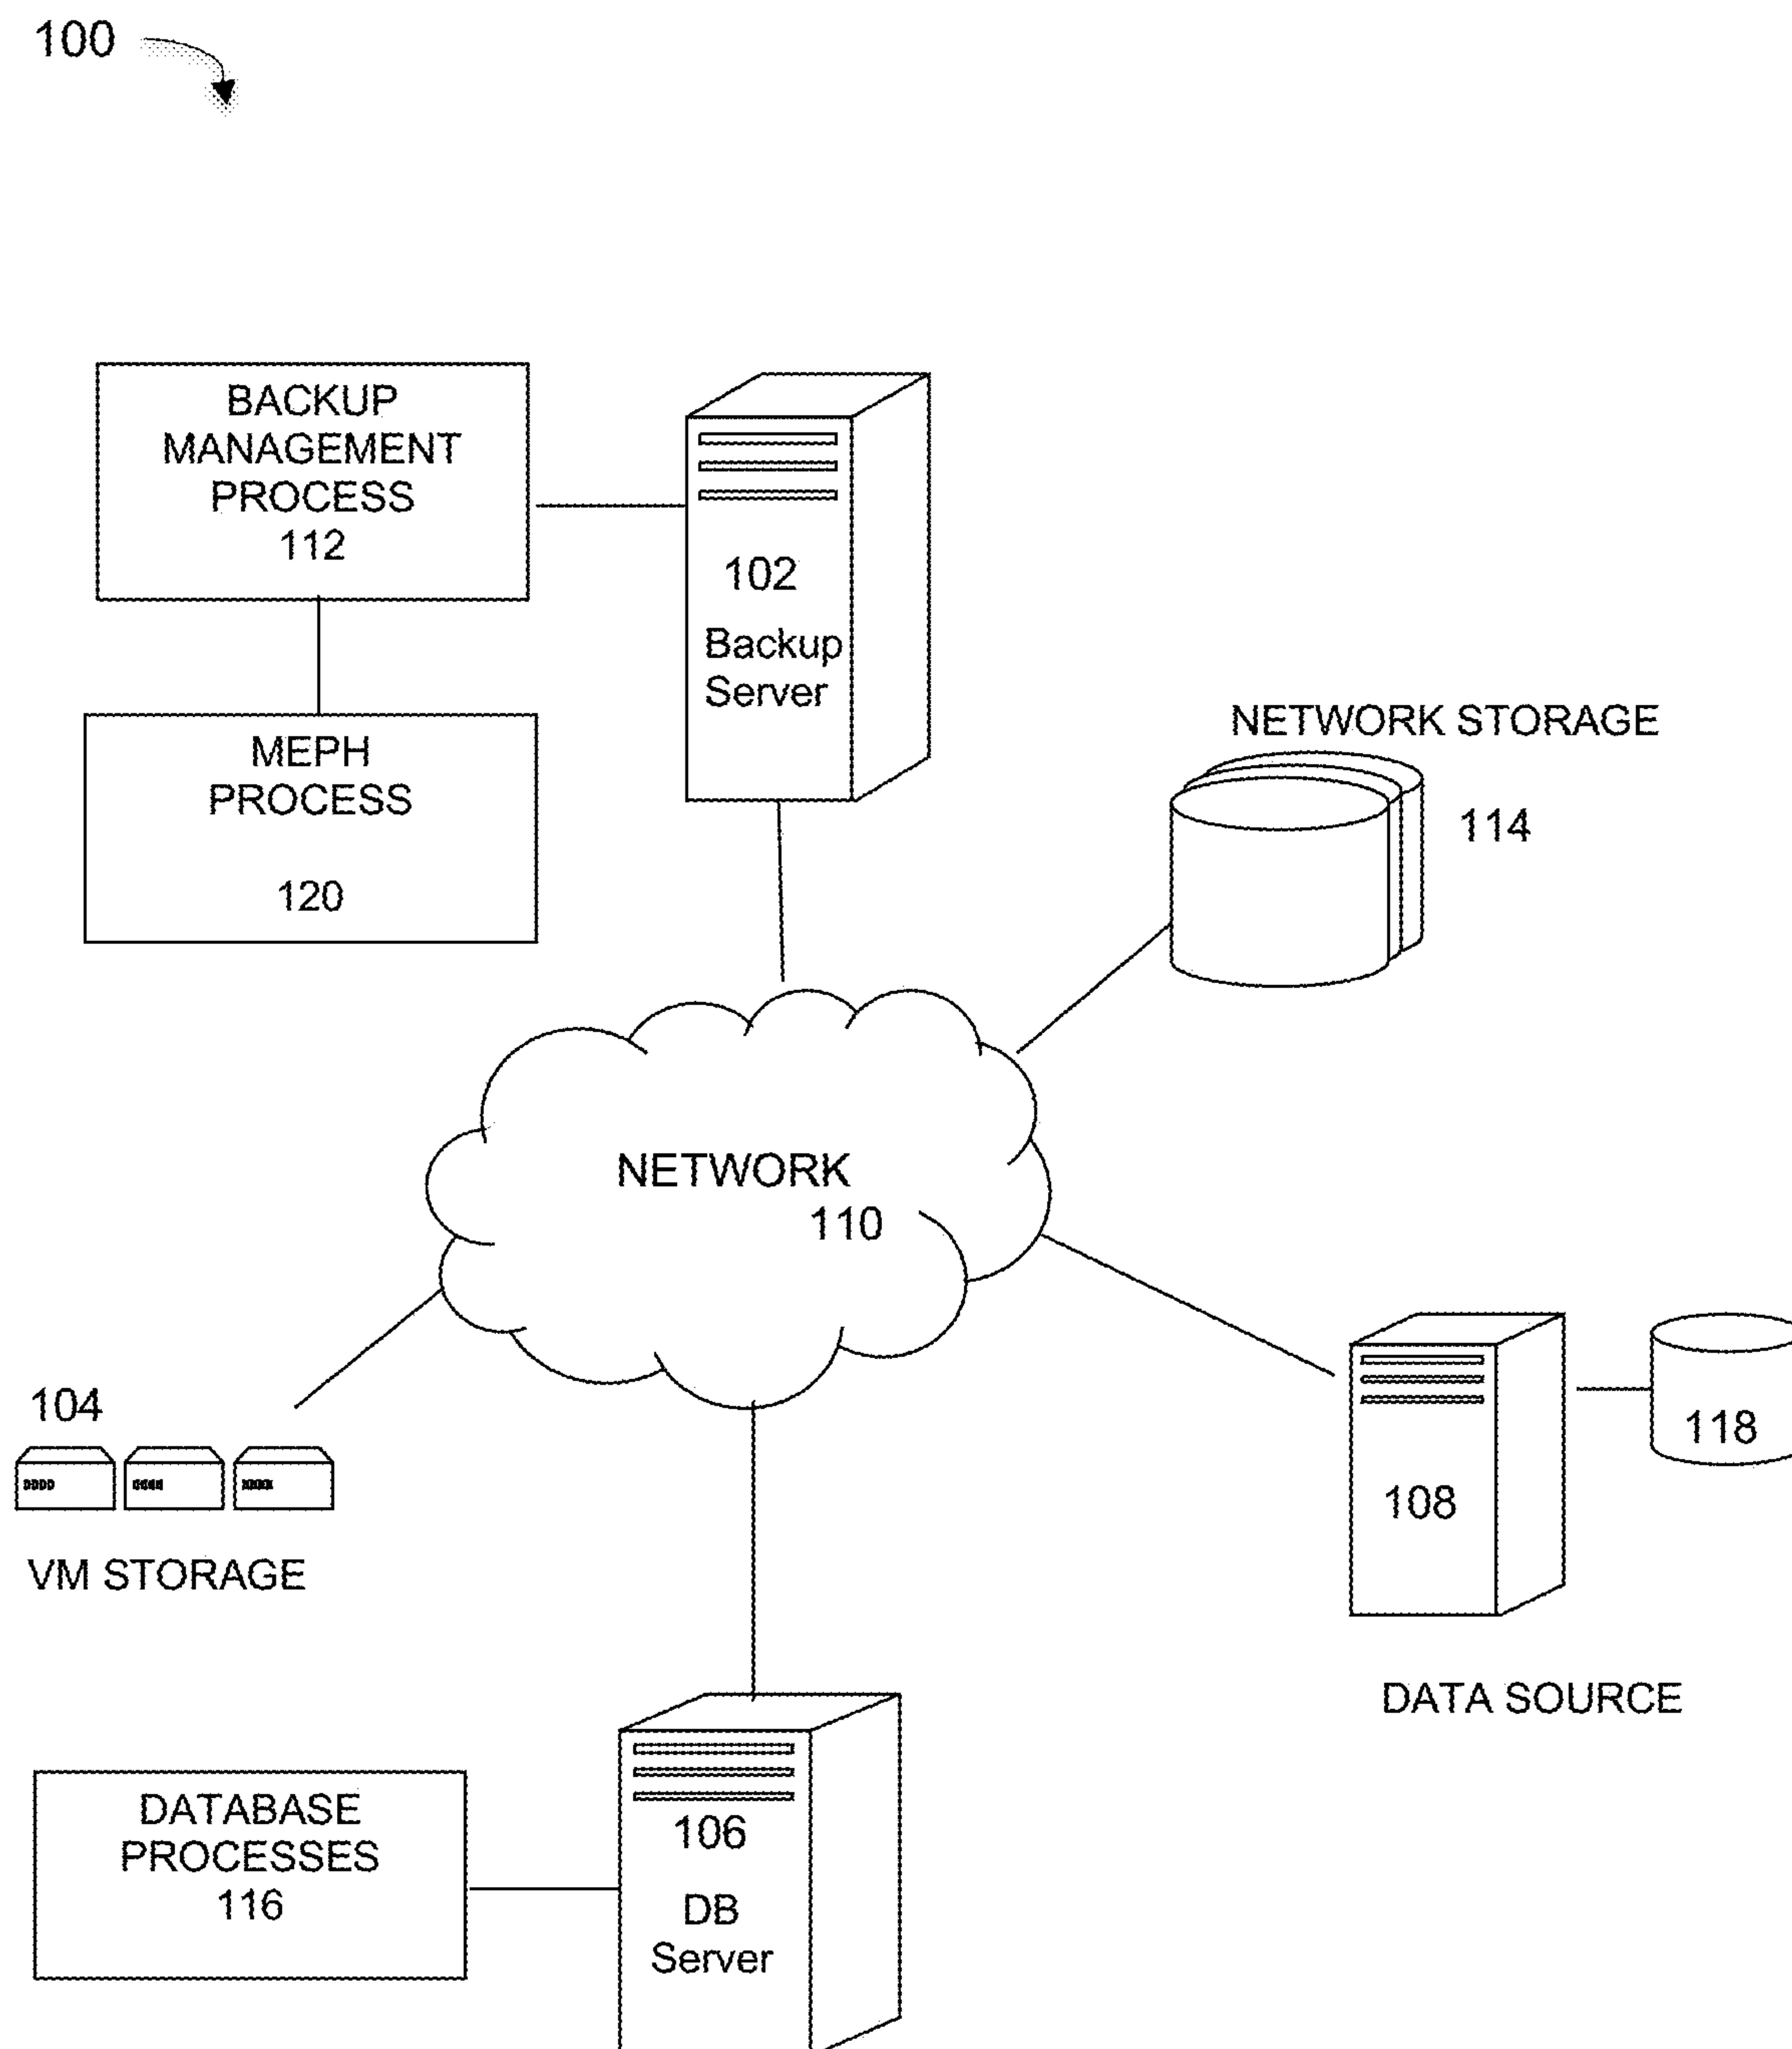 100
BACKUP
MANAGEMENT
PROCESS
112
102
Backup
Server
MEPH
PROCESS
120
NETWORK STORAGE
114
NETWORK
110
104
VM STORAGE
108
118
DATA SOURCE
DATABASE
PROCESSES
116
106
DB
Server